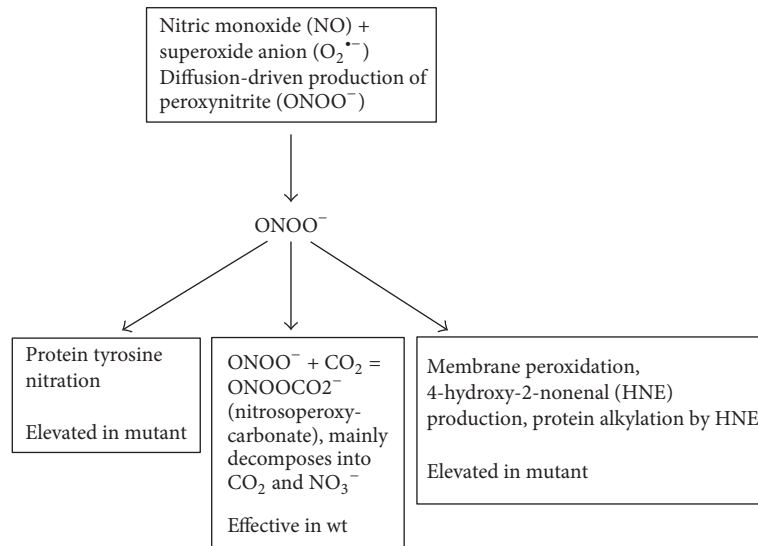 Nitric monoxide (NO) +
superoxide anion (O₂•⁻)
Diffusion-driven production of
peroxynitrite (ONOO⁻)
ONOO⁻
Protein tyrosine
nitration
Elevated in mutant
ONOO⁻ + CO₂ =
ONOOCO2⁻
(nitrosoperoxy-
carbonate), mainly
decomposes into
CO₂ and NO₃⁻
Effective in wt
Membrane peroxidation,
4-hydroxy-2-nonenal (HNE)
production, protein alkylation by HNE
Elevated in mutant